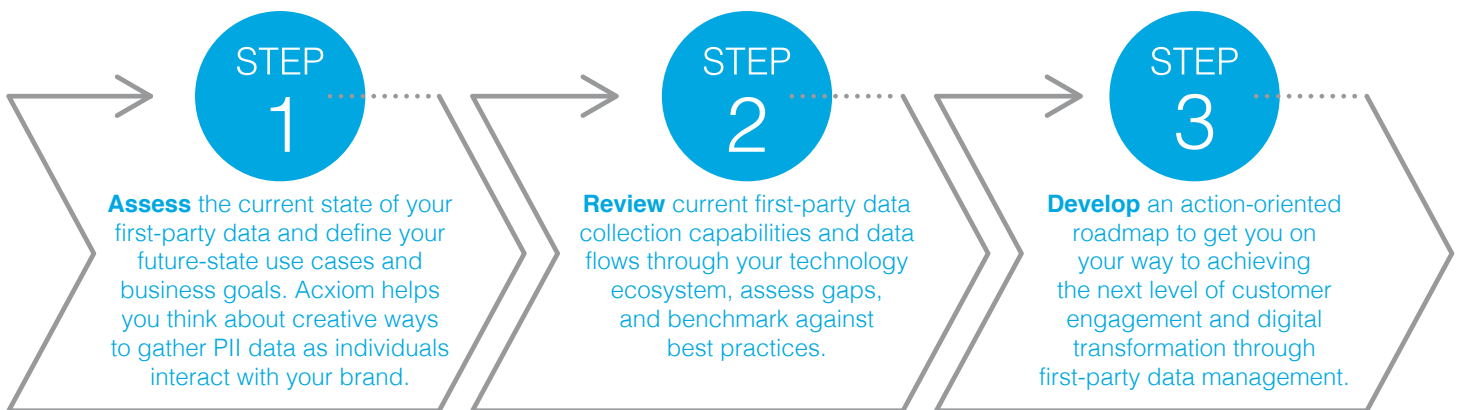 STEP
1
Assess the current state of your
first-party data and define your
future-state use cases and
business goals. Acxiom helps
you think about creative ways
to gather PII data as individuals
interact with your brand.
STEP
2
Review current first-party data
collection capabilities and data
flows through your technology
ecosystem, assess gaps,
and benchmark against
best practices.
STEP
3
Develop an action-oriented
roadmap to get you on
your way to achieving
the next level of customer
engagement and digital
transformation through
first-party data management.